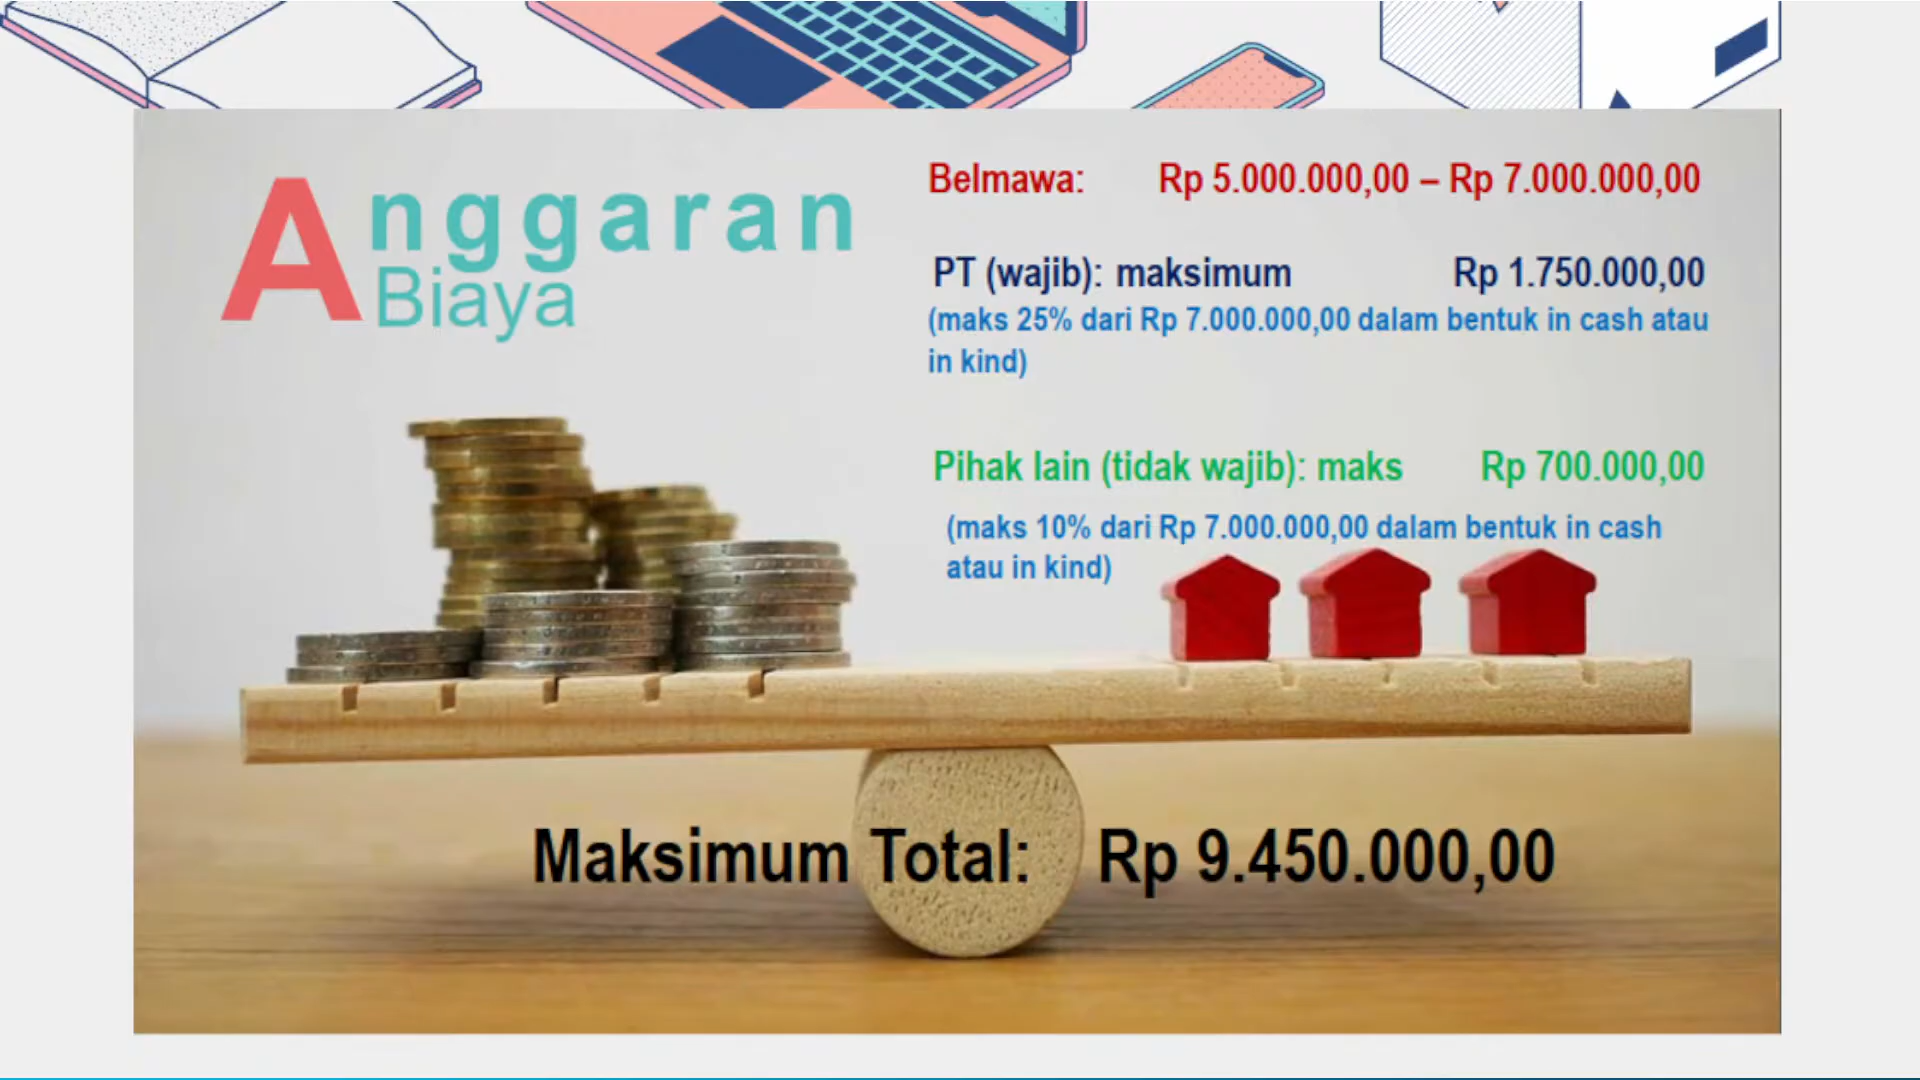 Anggaran
Biaya
Belmawa: Rp 5.000.000,00 – Rp 7.000.000,00
PT (wajib): maksimum Rp 1.750.000,00
(maks 25% dari Rp 7.000.000,00 dalam bentuk in cash atau
in kind)
Pihak lain (tidak wajib): maks Rp 700.000,00
(maks 10% dari Rp 7.000.000,00 dalam bentuk in cash
atau in kind)
Maksimum Total: Rp 9.450.000,00